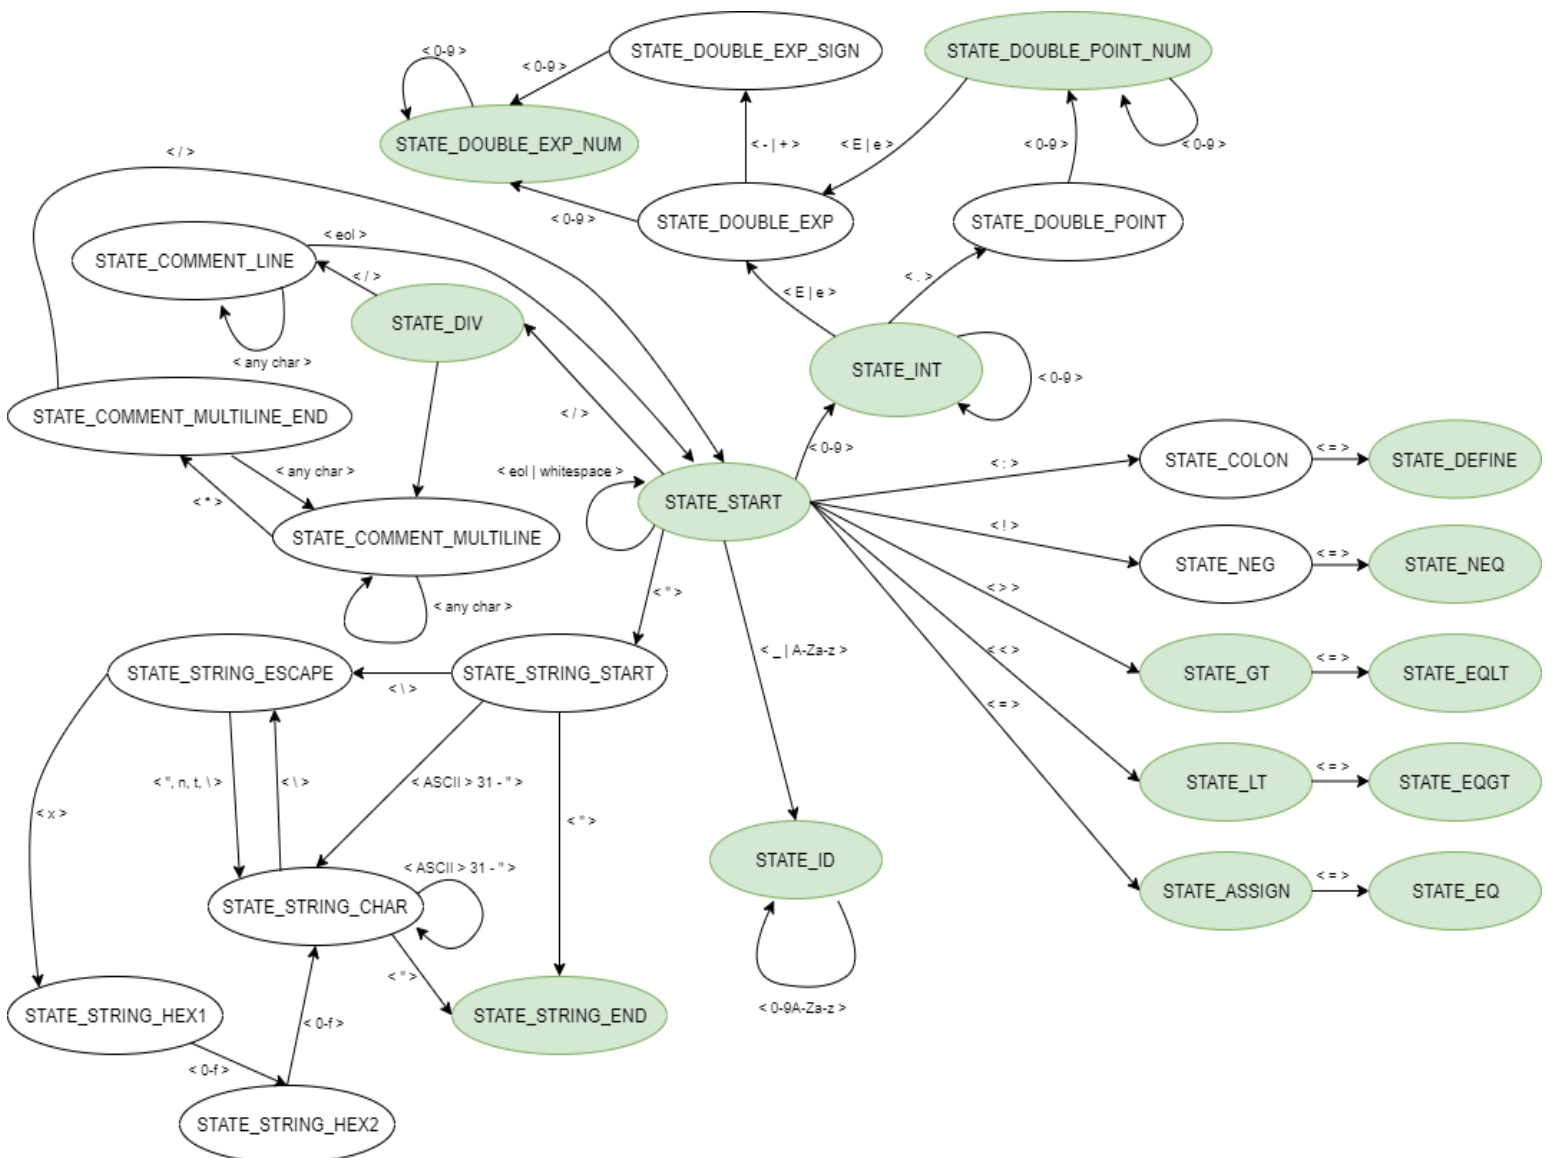 < 0-9 >
STATE_DOUBLE_EXP_SIGN
STATE_DOUBLE_POINT_NUM
< 0-9 >
STATE_DOUBLE_EXP_NUM
< - | + >
< E | e >
< 0-9 >
< 0-9 >
< / >
< 0-9 >
STATE_DOUBLE_EXP
STATE_DOUBLE_POINT
< eol >
STATE_COMMENT_LINE
< / >
< . >
< E | e >
STATE_DIV
< any char >
STATE_INT
< 0-9 >
STATE_COMMENT_MULTILINE_END
< / >
< 0-9 >
< any char >
< eol | whitespace >
< : >
STATE_COLON
< = >
STATE_DEFINE
< * >
STATE_START
STATE_COMMENT_MULTILINE
< ! >
STATE_NEG
< = >
STATE_NEQ
< any char >
< " >
< > >
STATE_STRING_ESCAPE
STATE_STRING_START
< _ | A-Za-z >
< < >
STATE_GT
< = >
STATE_EQLT
< \ >
< = >
< ", n, t, \ >
< \ >
< ASCII > 31 - " >
STATE_LT
< = >
STATE_EQGT
< x >
< " >
STATE_ID
< ASCII > 31 - " >
STATE_ASSIGN
< = >
STATE_EQ
STATE_STRING_CHAR
< " >
< 0-9A-Za-z >
STATE_STRING_HEX1
< 0-f >
STATE_STRING_END
< 0-f >
STATE_STRING_HEX2